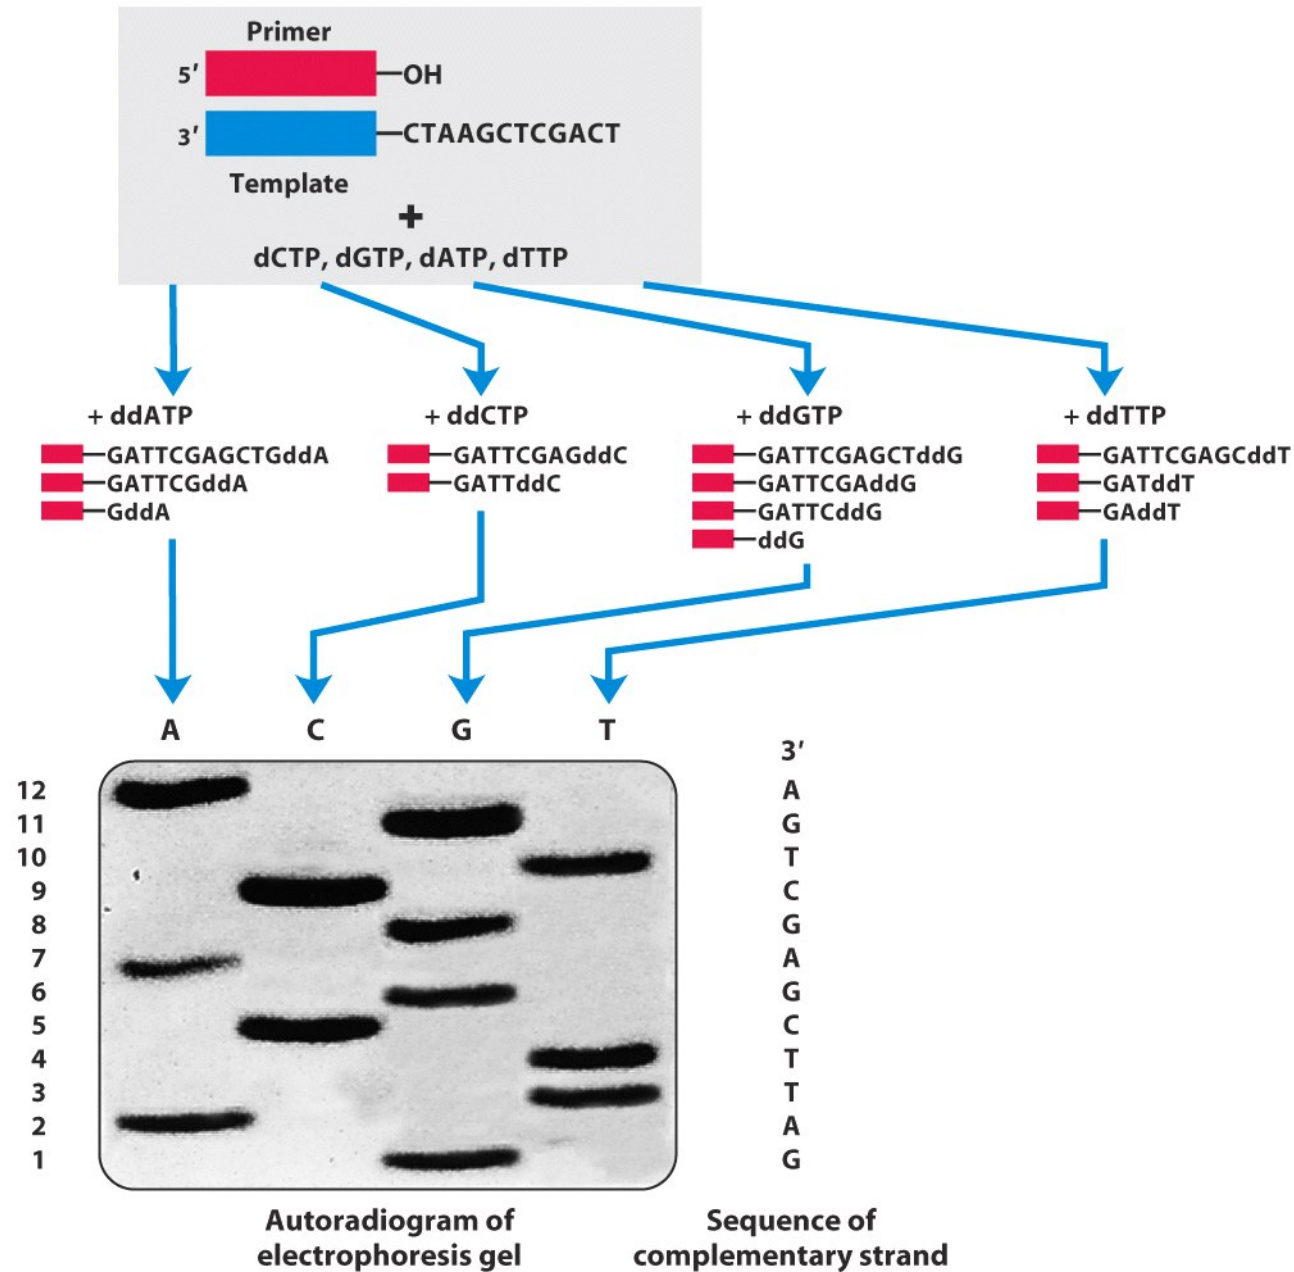 Primer
5′ OH
3′ CTAAGCTCGACT
Template
+
dCTP, dGTP, dATP, dTTP
+ ddATP
GATTCGAGCTGddA
GATTCGddA
GddA
+ ddCTP
GATTCGAGddC
GATTddC
+ ddGTP
GATTCGAGCTddG
GATTCGAddG
GATTCddG
ddG
+ ddTTP
GATTCGAGCddT
GATddT
GAddT
A C G T
3′
12 A
11 G
10 T
9 C
8 G
7 A
6 G
5 C
4 T
3 T
2 A
1 G
Autoradiogram of
electrophoresis gel
Sequence of
complementary strand